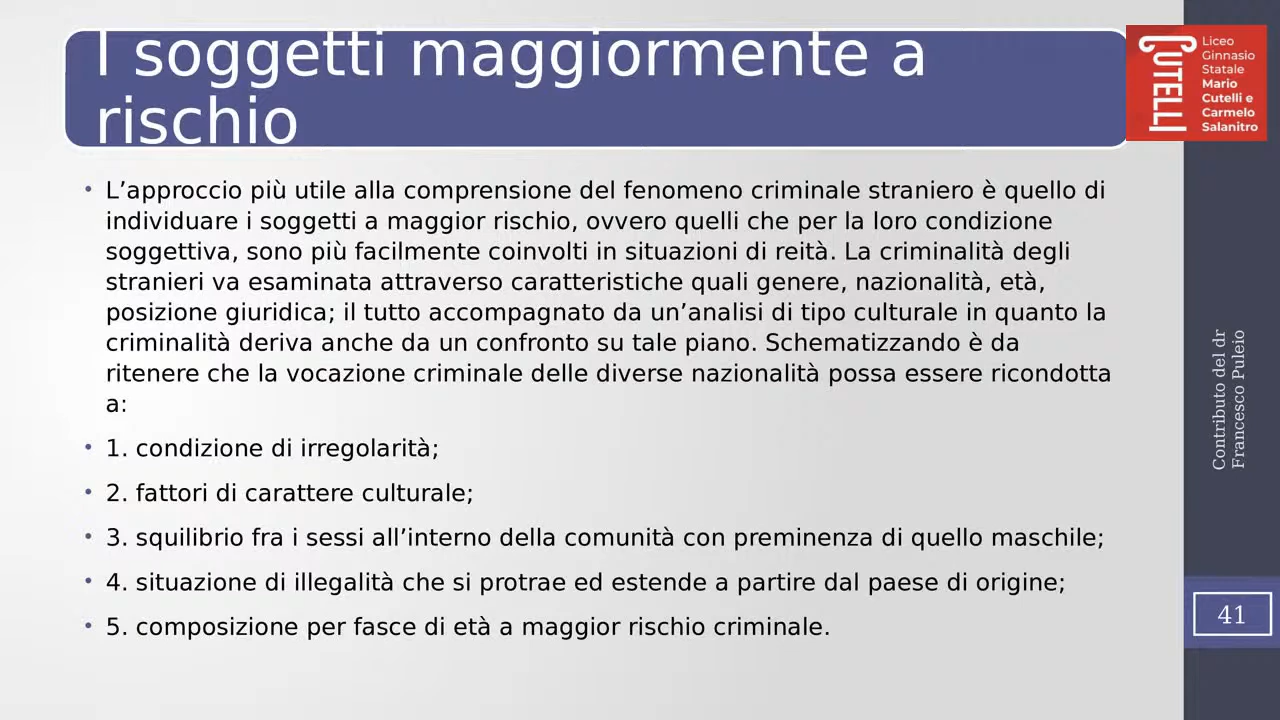 I soggetti maggiormente a
rischio
CUTELLI
Liceo
Ginnasio
Statale
Mario
Cutelli e
Carmelo
Salanitro
• L’approccio più utile alla comprensione del fenomeno criminale straniero è quello di
individuare i soggetti a maggior rischio, ovvero quelli che per la loro condizione
soggettiva, sono più facilmente coinvolti in situazioni di reità. La criminalità degli
stranieri va esaminata attraverso caratteristiche quali genere, nazionalità, età,
posizione giuridica; il tutto accompagnato da un’analisi di tipo culturale in quanto la
criminalità deriva anche da un confronto su tale piano. Schematizzando è da
ritenere che la vocazione criminale delle diverse nazionalità possa essere ricondotta
a:
• 1. condizione di irregolarità;
• 2. fattori di carattere culturale;
• 3. squilibrio fra i sessi all’interno della comunità con preminenza di quello maschile;
• 4. situazione di illegalità che si protrae ed estende a partire dal paese di origine;
• 5. composizione per fasce di età a maggior rischio criminale.
Contributo del dr
Francesco Puleio
41